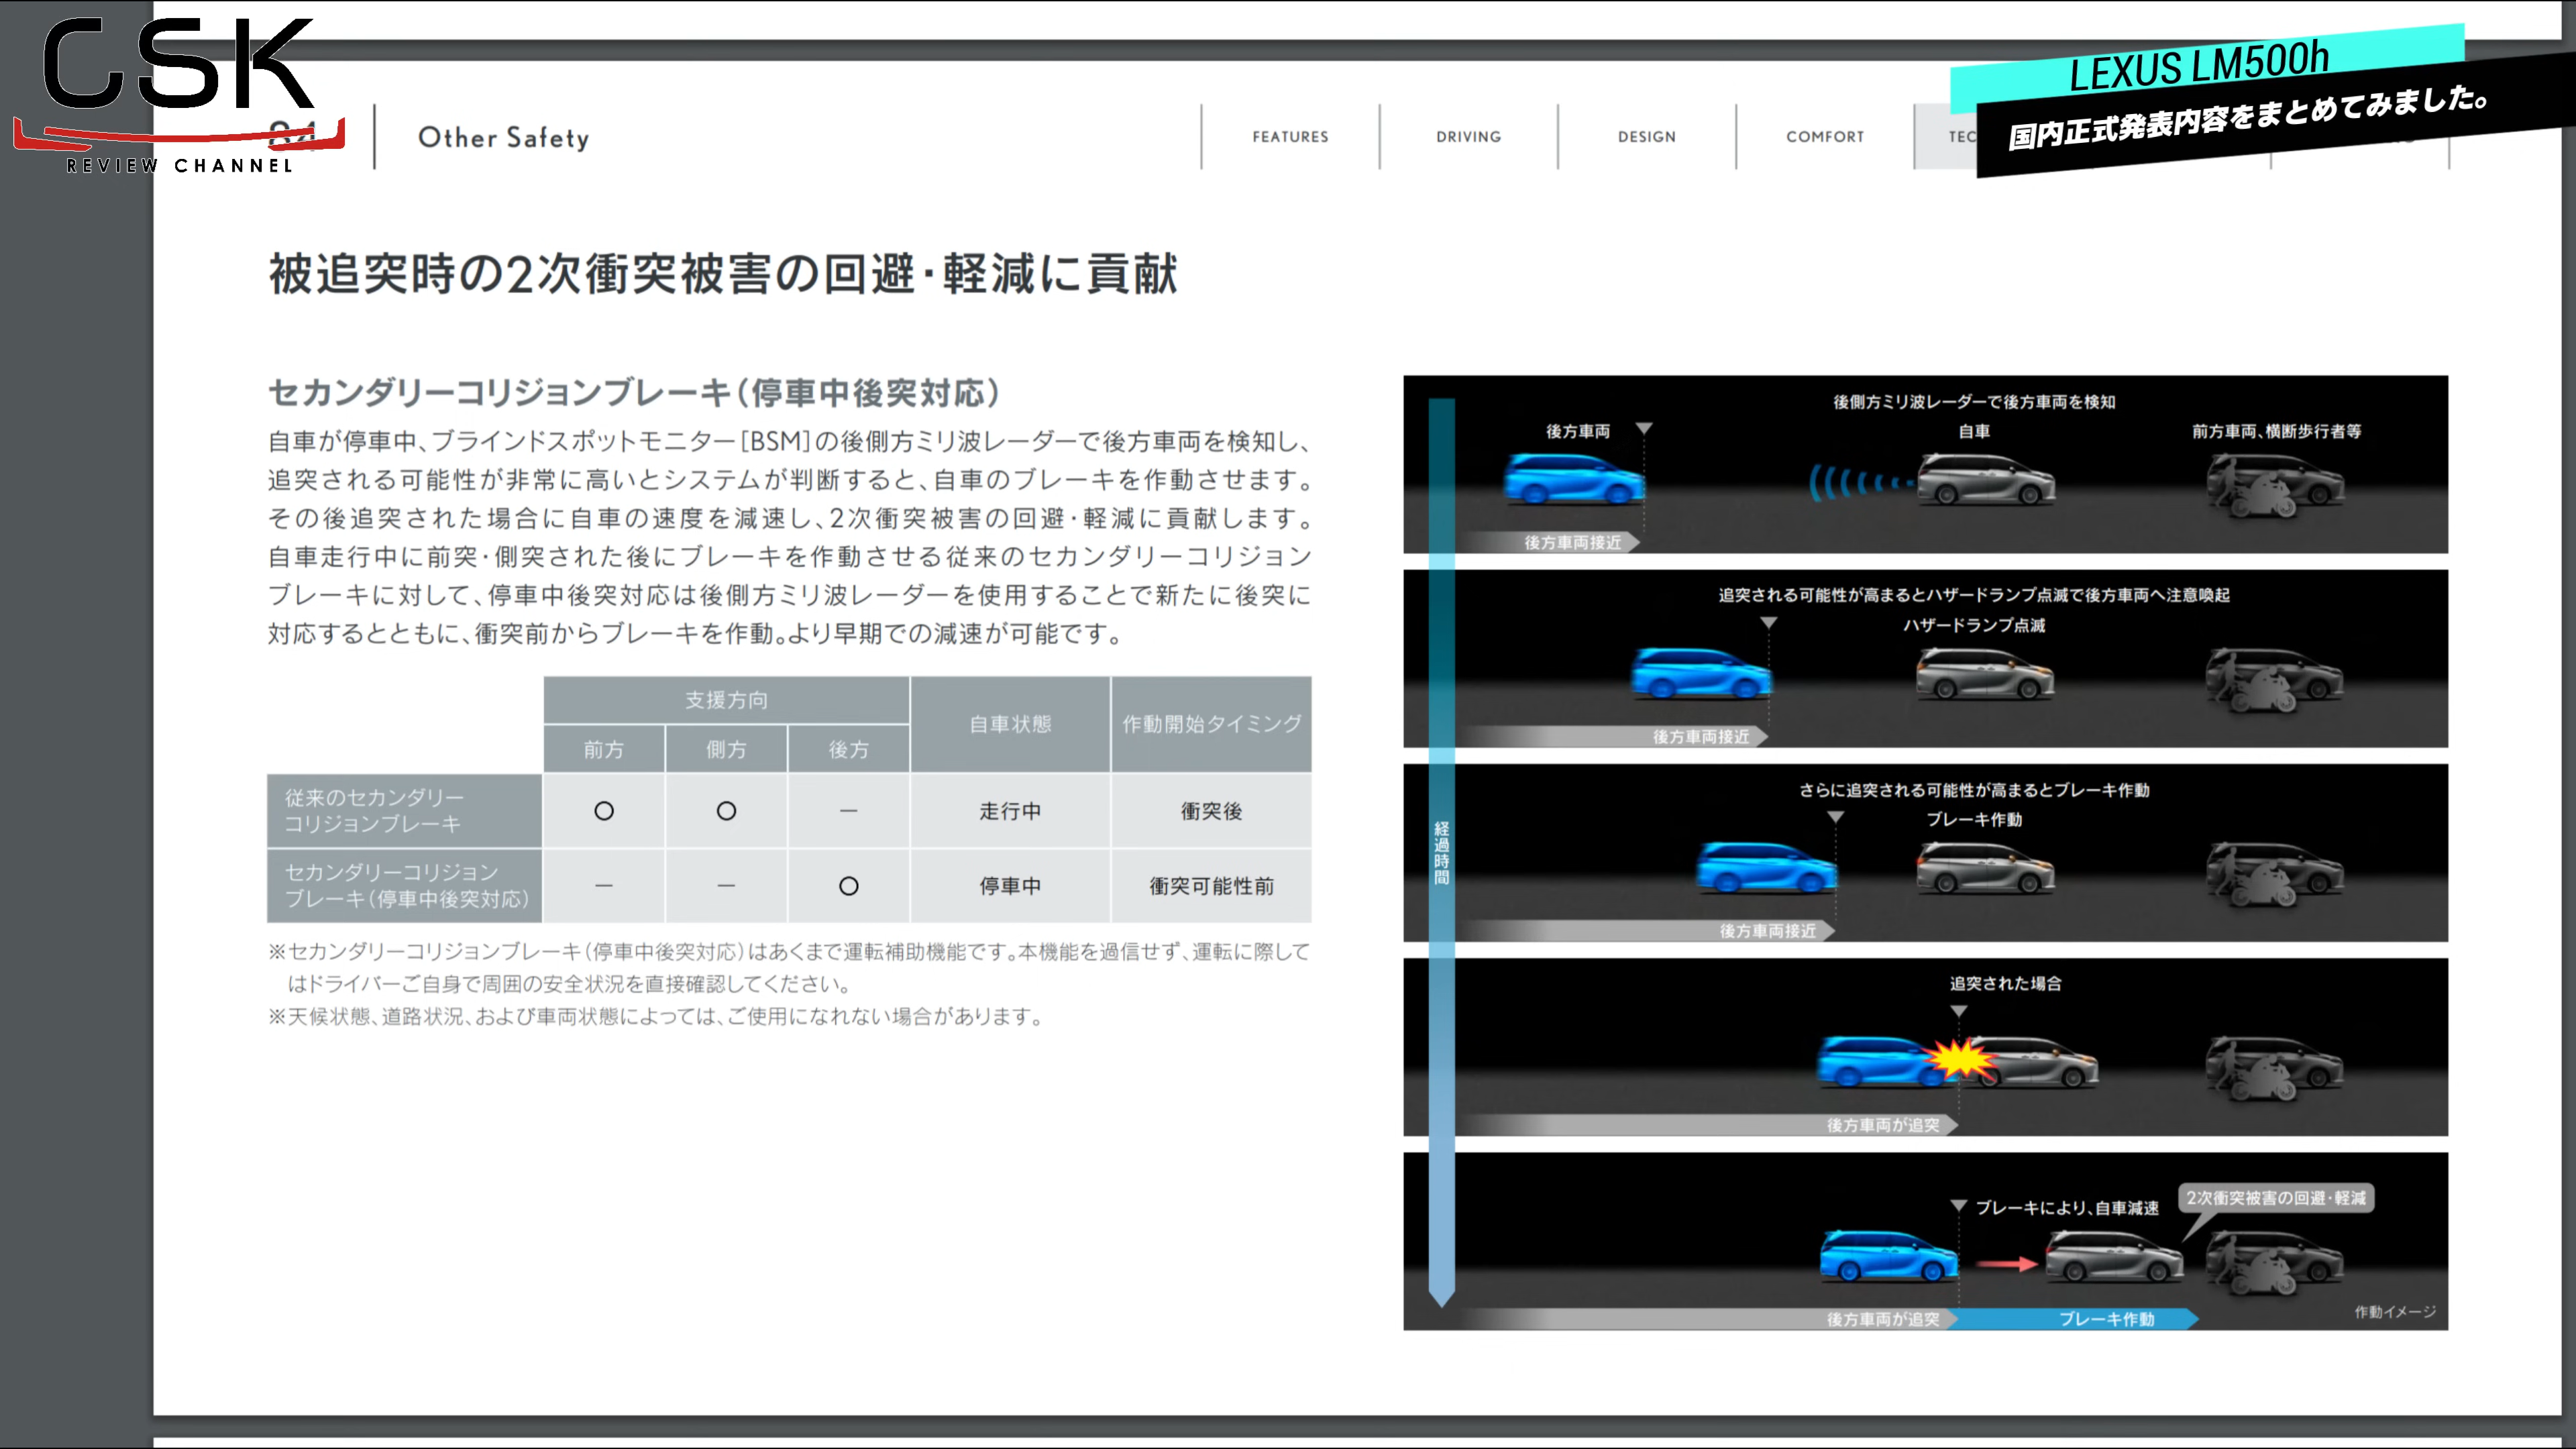 CSK
REVIEW CHANNEL
LEXUS LM500h
国内正式発表内容をまとめてみました。
84
Other Safety
FEATURES
DRIVING
DESIGN
COMFORT
被追突時の2次衝突被害の回避･軽減に貢献
セカンダリーコリジョンブレーキ（停車中後突対応）
自車が停車中、ブラインドスポットモニター［BSM］の後側方ミリ波レーダーで後方車両を検知し、
追突される可能性が非常に高いとシステムが判断すると、自車のブレーキを作動させます。
その後追突された場合に自車の速度を減速し、2次衝突被害の回避･軽減に貢献します。
自車走行中に前突･側突された後にブレーキを作動させる従来のセカンダリーコリジョン
ブレーキに対して、停車中後突対応は後側方ミリ波レーダーを使用することで新たに後突に
対応するとともに、衝突前からブレーキを作動。より早期での減速が可能です。
支援方向
自車状態
作動開始タイミング
前方
側方
後方
従来のセカンダリー
コリジョンブレーキ
○
○
－
走行中
衝突後
セカンダリーコリジョン
ブレーキ（停車中後突対応）
－
－
○
停車中
衝突可能性前
※セカンダリーコリジョンブレーキ（停車中後突対応）はあくまで運転補助機能です。本機能を過信せず、運転に際して
はドライバーご自身で周囲の安全状況を直接確認してください。
※天候状態、道路状況、および車両状態によっては、ご使用になれない場合があります。
経過時間
後側方ミリ波レーダーで後方車両を検知
後方車両
自車
前方車両、横断歩行者等
後方車両接近
追突される可能性が高まるとハザードランプ点滅で後方車両へ注意喚起
ハザードランプ点滅
後方車両接近
さらに追突される可能性が高まるとブレーキ作動
ブレーキ作動
後方車両接近
追突された場合
後方車両が追突
ブレーキにより、自車減速
2次衝突被害の回避･軽減
後方車両が追突
ブレーキ作動
作動イメージ